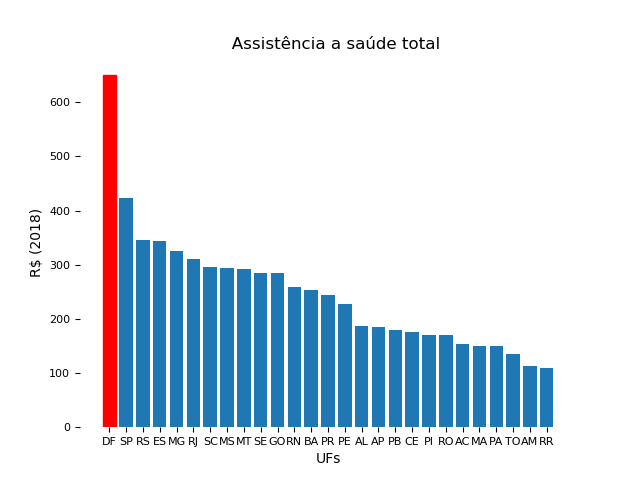 Assistência a saúde total
R$ (2018)
600
500
400
300
200
100
0
DF SP RS ES MG RJ SC MS MT SE GO RN BA PR PE AL AP PB CE PI RO AC MA PA TO AM RR
UFs